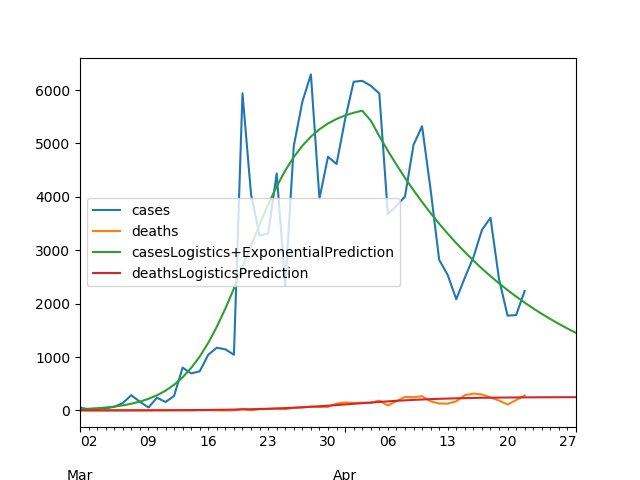 6000
5000
4000
3000
2000
1000
0
cases
deaths
casesLogistics+ExponentialPrediction
deathsLogisticsPrediction
02 09 16 23 30 06 13 20 27
Mar Apr